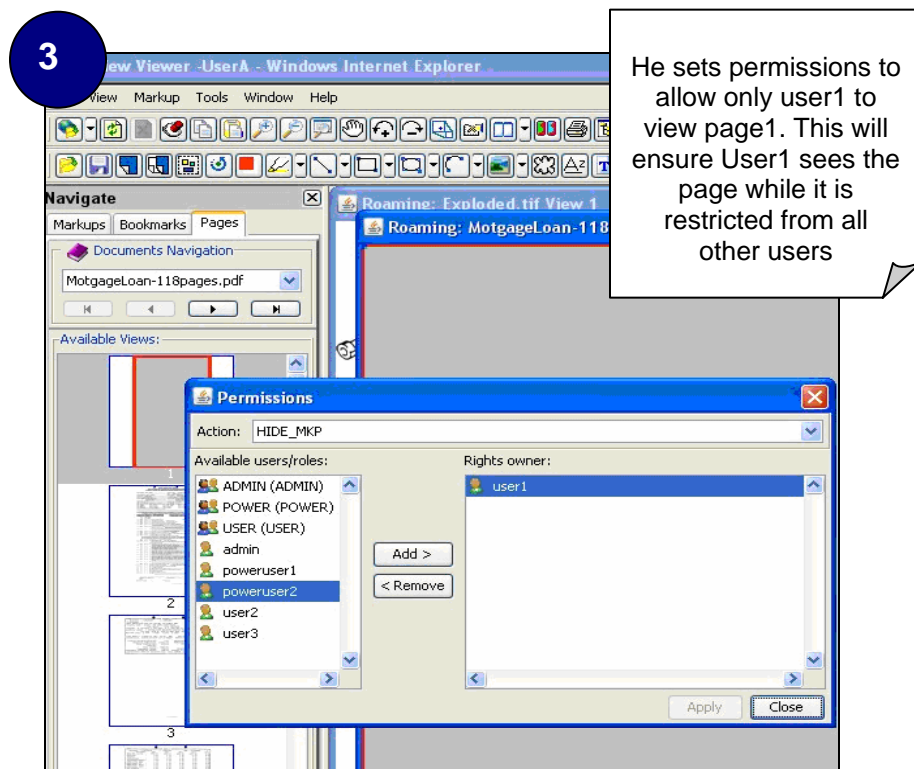 3
ew Viewer -UserA - Windows Internet Explorer
View Markup Tools Window Help
He sets permissions to
allow only user1 to
view page1. This will
ensure User1 sees the
page while it is
restricted from all
other users
Navigate
Markups Bookmarks Pages
Documents Navigation
MotgageLoan-118pages.pdf
Available Views:
1
2
3
Roaming: Exploded.tif View 1
Roaming: MotgageLoan-118
Permissions
Action: HIDE_MKP
Available users/roles:
ADMIN (ADMIN)
POWER (POWER)
USER (USER)
admin
poweruser1
poweruser2
user2
user3
Add >
< Remove
Rights owner:
user1
Apply Close